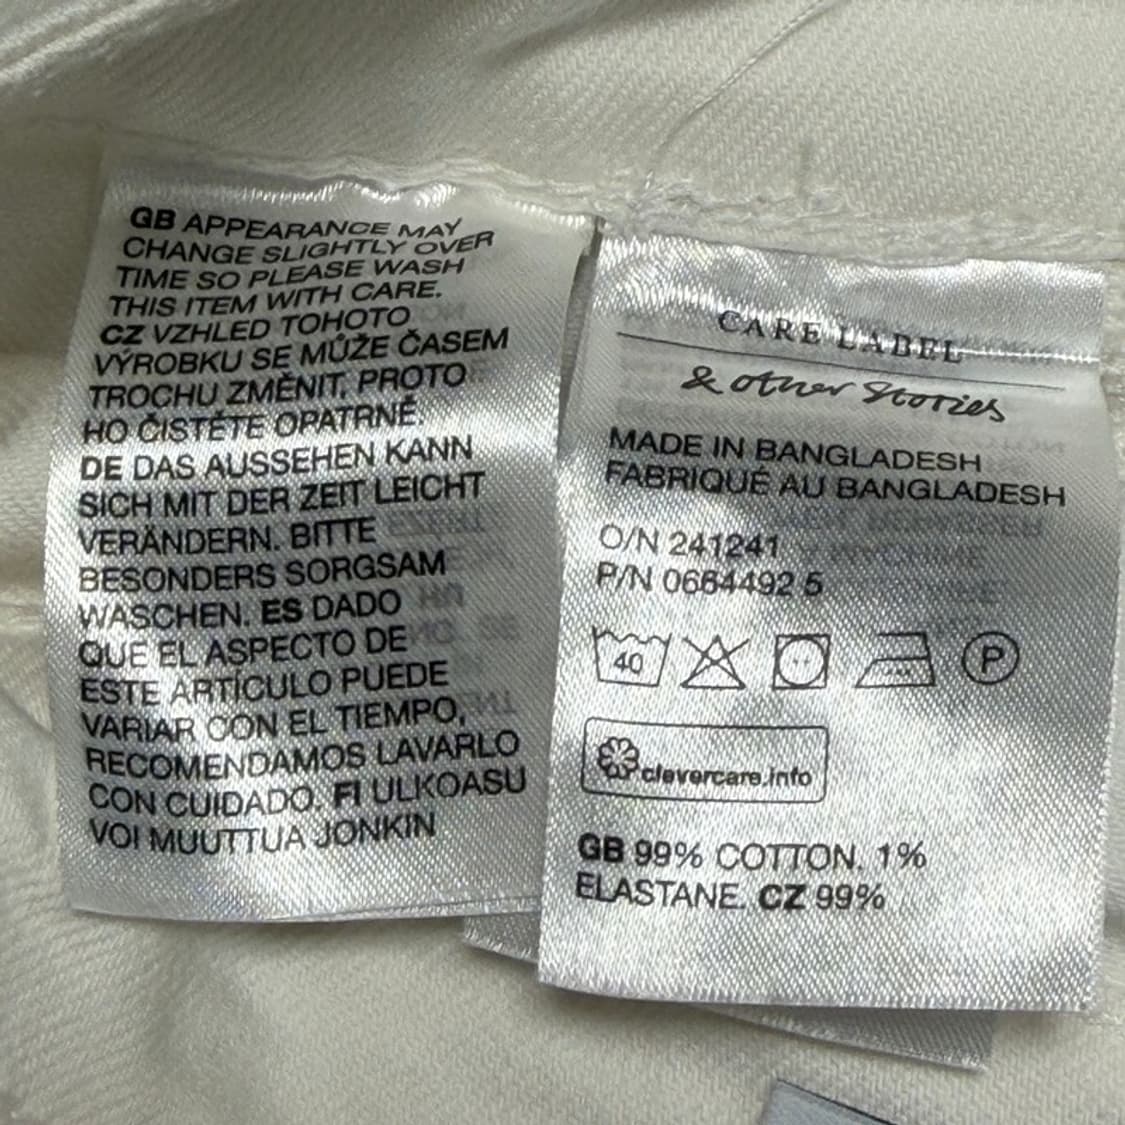 GB APPEARANCE MAY
CHANGE SLIGHTLY OVER
TIME SO PLEASE WASH
THIS ITEM WITH CARE.
CZ VZHLED TOHOTO
VÝROBKU SE MŮŽE ČASEM
TROCHU ZMĚNIT, PROTO
HO ČISTĚTE OPATRNĚ.
DE DAS AUSSEHEN KANN
SICH MIT DER ZEIT LEICHT
VERÄNDERN. BITTE
BESONDERS SORGSAM
WASCHEN. ES DADO
QUE EL ASPECTO DE
ESTE ARTÍCULO PUEDE
VARIAR CON EL TIEMPO,
RECOMENDAMOS LAVARLO
CON CUIDADO. FI ULKOASU
VOI MUUTTUA JONKIN
CARE LABEL
& other Stories
MADE IN BANGLADESH
FABRIQUÉ AU BANGLADESH
O/N 241241
P/N 0664492 5
40 P
clevercare.info
GB 99% COTTON. 1%
ELASTANE. CZ 99%